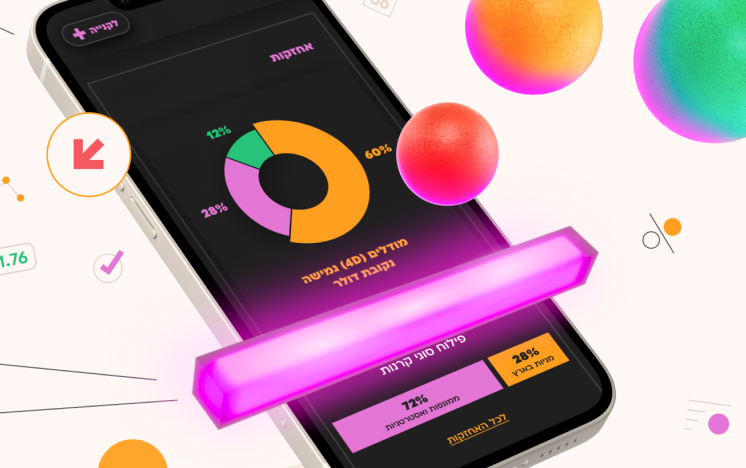 לקנייה
אחזקות
12%
60%
28%
מודלים (4D) גמישה
נקובת דולר
פילוח סוגי קרנות
28%
מניות בארץ
72%
ממונפות ואסטרטגיות
לכל האחזקות
1.76